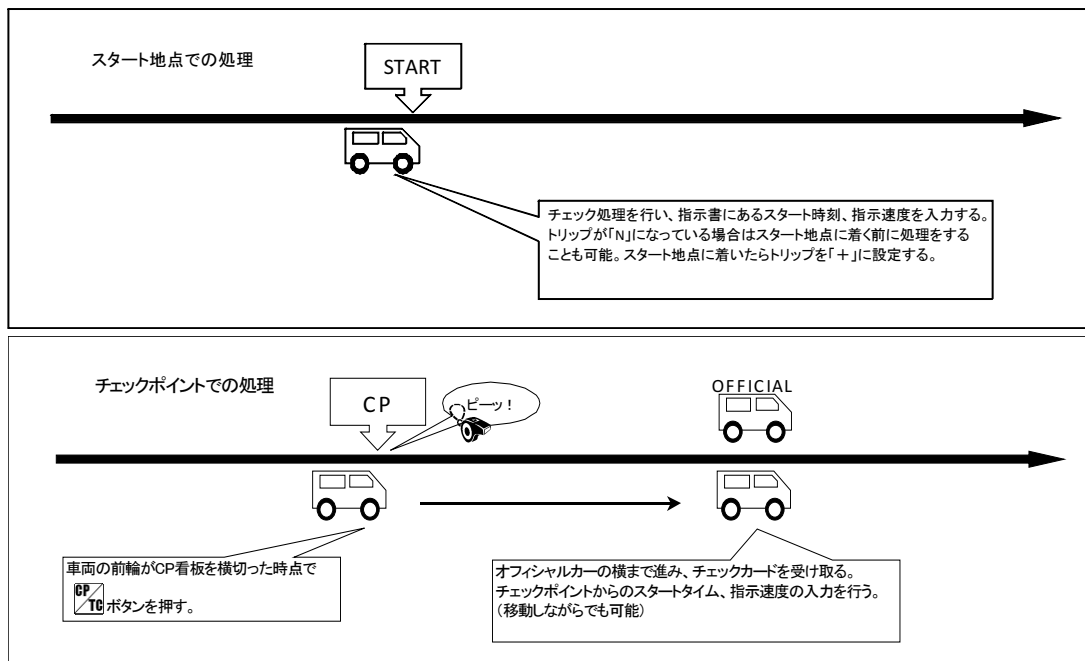 スタート地点での処理
START
チェック処理を行い、指示書にあるスタート時刻、指示速度を入力する。
トリップが「N」になっている場合はスタート地点に着く前に処理をする
ことも可能。スタート地点に着いたらトリップを「＋」に設定する。
チェックポイントでの処理
CP
ピーッ！
OFFICIAL
車両の前輪がCP看板を横切った時点で
CP/TC ボタンを押す。
オフィシャルカーの横まで進み、チェックカードを受け取る。
チェックポイントからのスタートタイム、指示速度の入力を行う。
（移動しながらでも可能）